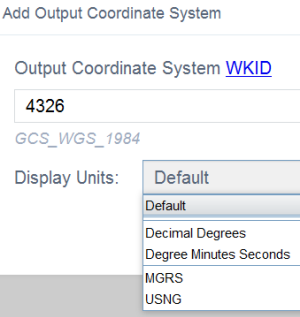 Add Output Coordinate System
Output Coordinate System WKID
4326
GCS_WGS_1984
Display Units: Default
Default
Decimal Degrees
Degree Minutes Seconds
MGRS
USNG